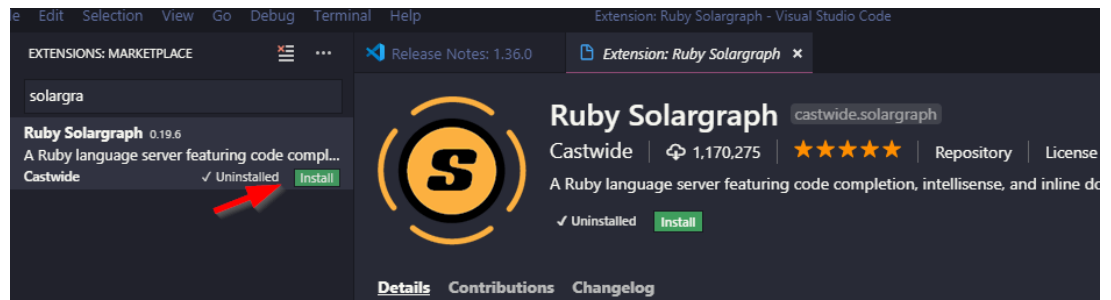 Edit Selection View Go Debug Terminal Help Extension: Ruby Solargraph - Visual Studio Code
EXTENSIONS: MARKETPLACE
Release Notes: 1.36.0
Extension: Ruby Solargraph
solargra
Ruby Solargraph 0.19.6
A Ruby language server featuring code compl...
Castwide ✓ Uninstalled Install
S
Ruby Solargraph castwide.solargraph
Castwide 1,170,275 ★★★★★ Repository License
A Ruby language server featuring code completion, intellisense, and inline
✓ Uninstalled Install
Details Contributions Changelog